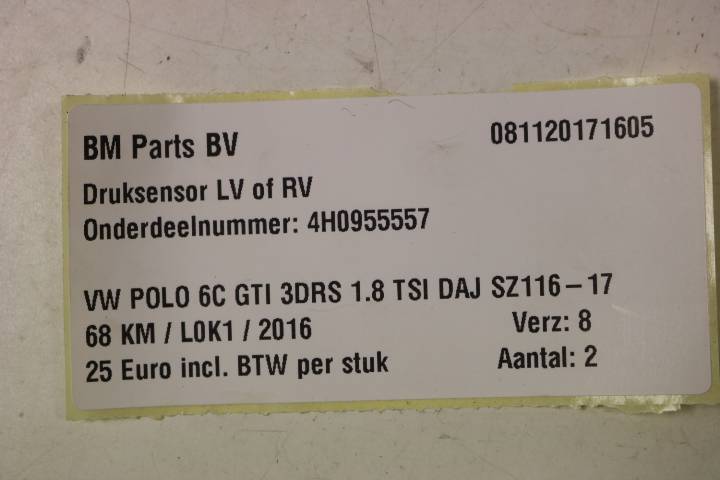 BM Parts BV 081120171605
Druksensor LV of RV
Onderdeelnummer: 4H0955557
VW POLO 6C GTI 3DRS 1.8 TSI DAJ SZ116-17
68 KM / L0K1 / 2016 Verz: 8
25 Euro incl. BTW per stuk Aantal: 2